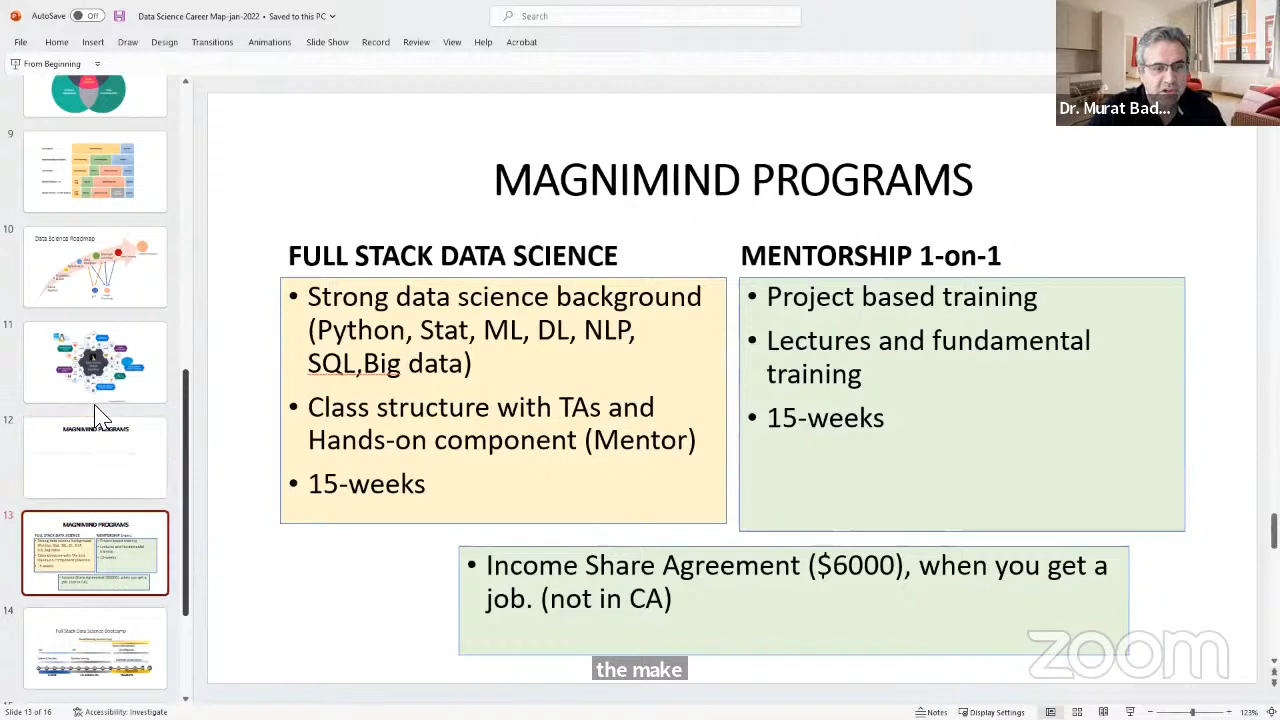 AutoSave Off Data Science Career Map-jan-2022 • Saved to this PC
Search
File Home Insert Draw Design Transitions Animations Slide Show Record Review View Help Acrobat
From Beginning
Dr. Murat Bad...
9
10
Data Science Roadmap
11
12
MAGNIMIND PROGRAMS
13
MAGNIMIND PROGRAMS
14
Full Stack Data Science Bootcamp
MAGNIMIND PROGRAMS
FULL STACK DATA SCIENCE
• Strong data science background
(Python, Stat, ML, DL, NLP,
SQL,Big data)
• Class structure with TAs and
Hands-on component (Mentor)
• 15-weeks
MENTORSHIP 1-on-1
• Project based training
• Lectures and fundamental
training
• 15-weeks
• Income Share Agreement ($6000), when you get a
job. (not in CA)
zoom
the make
Slide 13 of 16 Accessibility: Investigate Notes Display Settings 123%